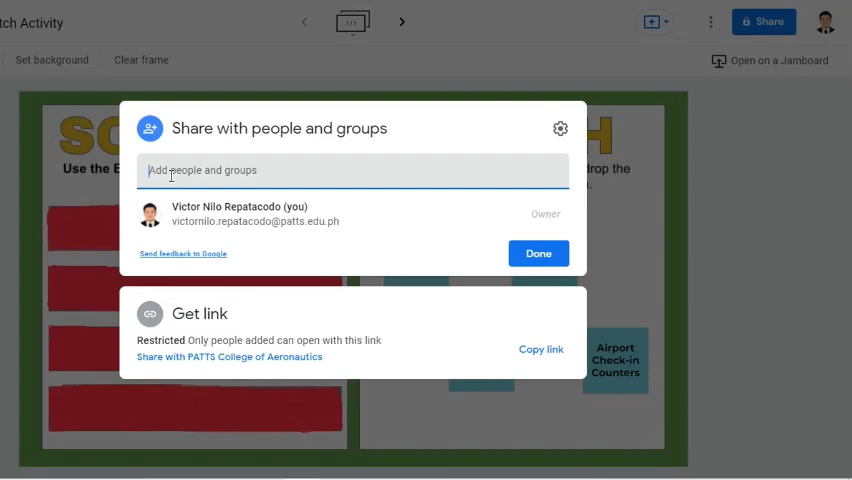 tch Activity
1/1
Share
Set background
Clear frame
Open on a Jamboard
SO
H
Use the E
drop the
n.
Share with people and groups
Add people and groups
Victor Nilo Repatacodo (you)
victornilo.repatacodo@patts.edu.ph
Owner
Send feedback to Google
Done
Get link
Restricted Only people added can open with this link
Share with PATTS College of Aeronautics
Copy link
Airport
Check-in
Counters